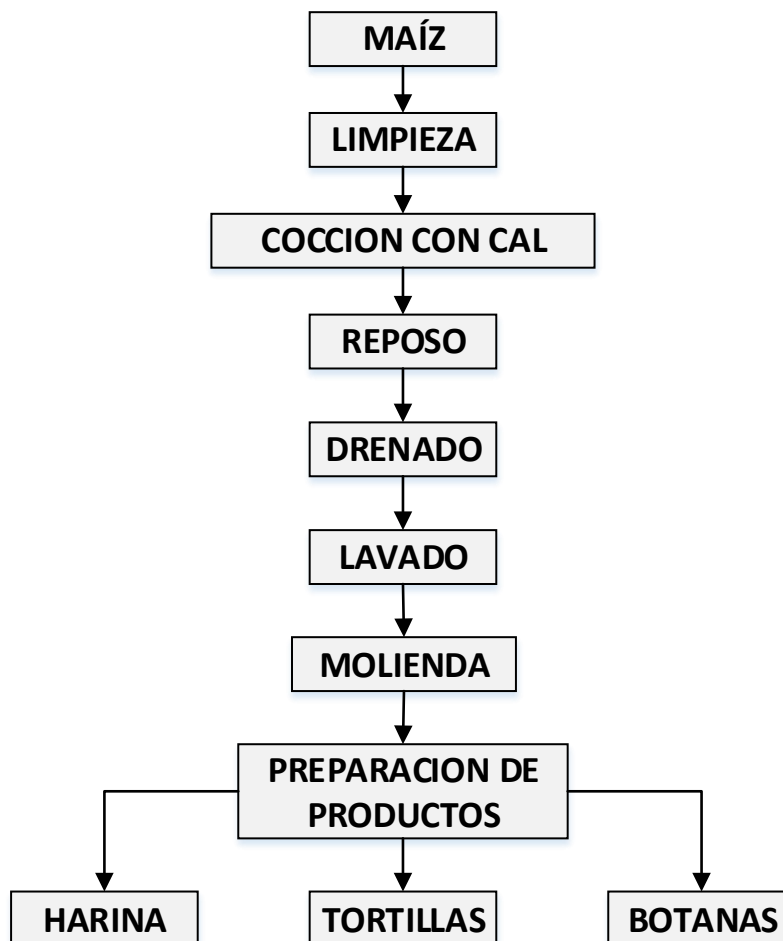 MAÍZ
LIMPIEZA
COCCION CON CAL
REPOSO
DRENADO
LAVADO
MOLIENDA
PREPARACION DE
PRODUCTOS
HARINA
TORTILLAS
BOTANAS